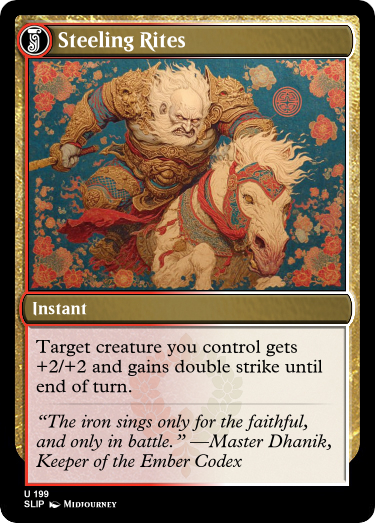 Steeling Rites
Instant
Target creature you control gets
+2/+2 and gains double strike until
end of turn.
“The iron sings only for the faithful,
and only in battle.” —Master Dhanik,
Keeper of the Ember Codex
U 199
SLIP Midjourney